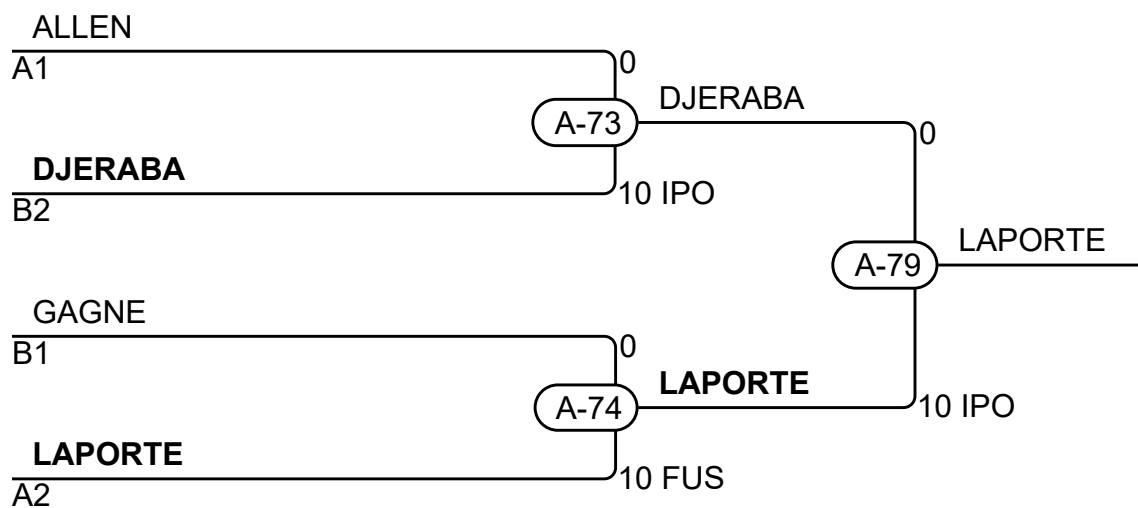 ALLEN
A1
0
A-73
DJERABA
0
DJERABA
B2
10 IPO
A-79
LAPORTE
GAGNE
B1
0
A-74
LAPORTE
10 IPO
LAPORTE
A2
10 FUS